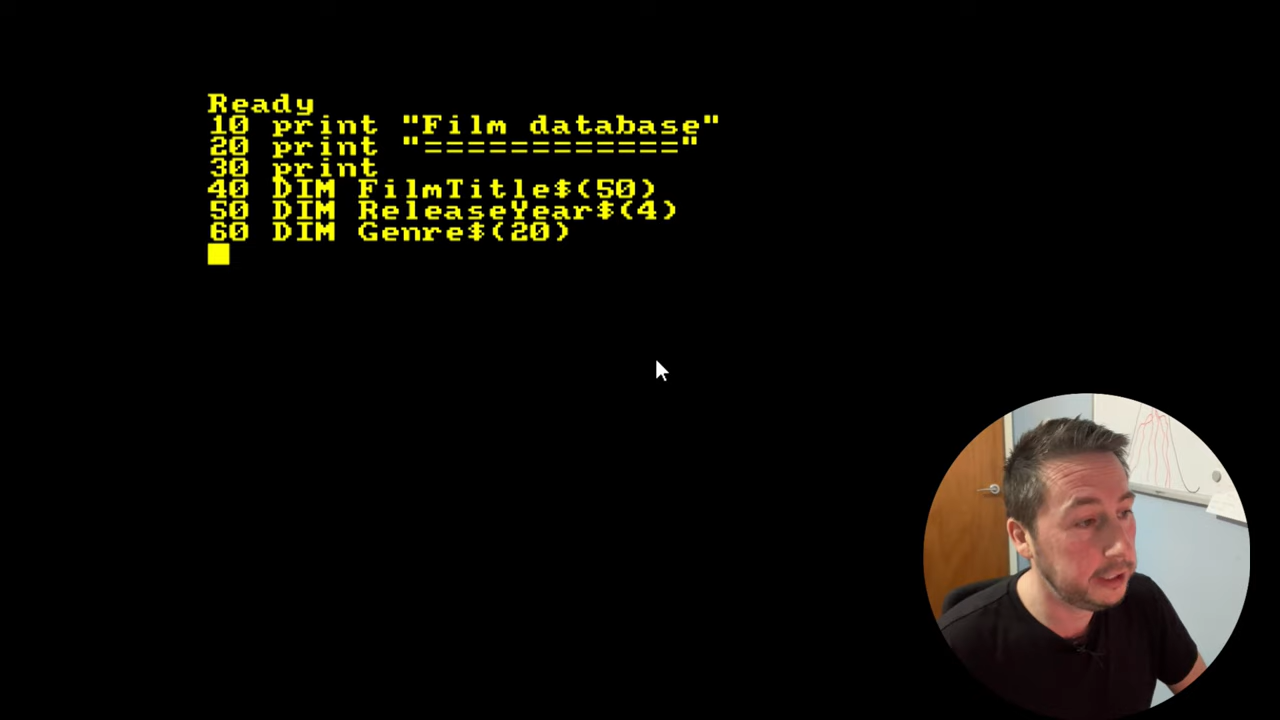 Ready
10 print "Film database"
20 print "============"
30 print
40 DIM FilmTitle$(50)
50 DIM ReleaseYear$(4)
60 DIM Genre$(20)